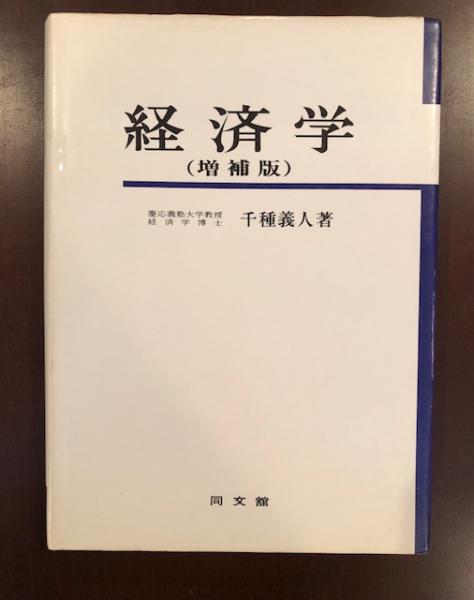 経済学
(増補版)
慶応義塾大学教授
経済学博士
千種義人著
同文舘